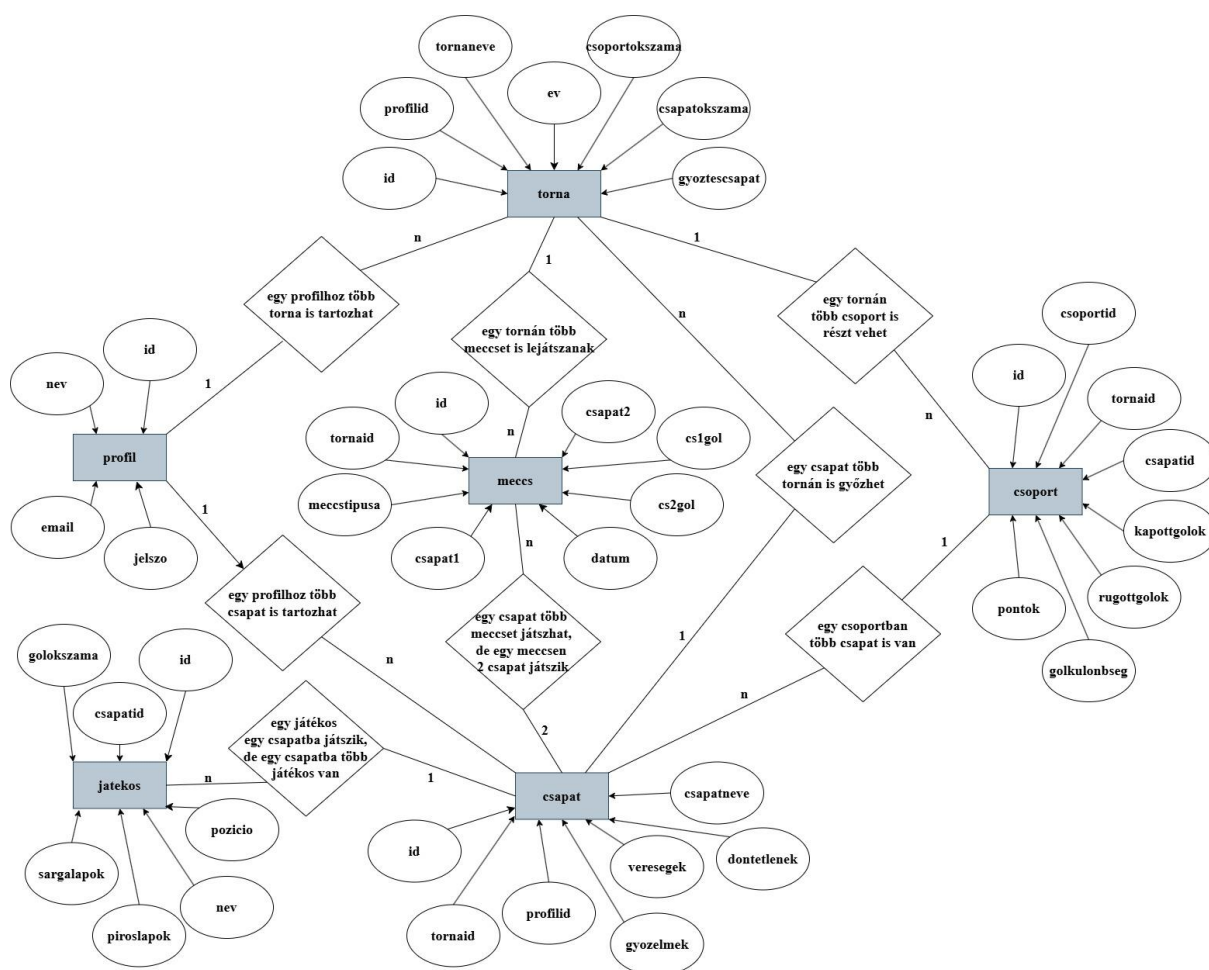 tornaneve
csoportokszama
ev
profilid
csapatokszama
id
gyoztescsapat
torna
n
1
1
n
egy profilhoz több
torna is tartozhat
egy tornán több
meccset is lejátszanak
egy tornán
több csoport is
részt vehet
csoportid
id
nev
1
id
tornaid
csapatid
kapottgolok
rugottgolok
golkulonbseg
pontok
csoport
n
1
profil
email
jelszo
1
id
csapat2
tornaid
n
cs1gol
meccs
meccstipusa
cs2gol
csapat1
n
datum
egy csapat több
tornán is győzhet
1
egy profilhoz több
csapat is tartozhat
n
egy csapat több
meccset játszhat,
de egy meccsen
2 csapat játszik
2
egy csoportban
több csapat is van
n
golokszama
id
csapatid
jatekos
n
egy játékos
egy csapatba játszik,
de egy csapatba több
játékos van
1
pozicio
sargalapok
nev
piroslapok
csapat
csapatneve
id
veresegek
dontetlenek
profilid
tornaid
gyozelmek